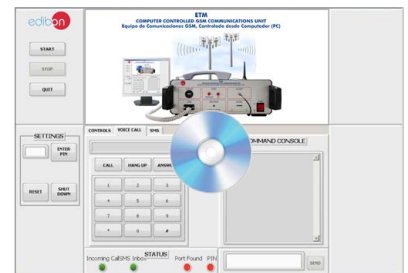 edibon
ETM
COMPUTER CONTROLLED GSM COMMUNICATIONS UNIT
Equipo de Comunicaciones GSM, Controlado desde Computador (PC)
START
STOP
QUIT
SETTINGS
ENTER PIN
RESET
SHUT DOWN
CONTROLS VOICE CALL SMS
CALL HANG UP
1 2 3
4 5 6
7 8 9
* 0 #
CONSOLE
STATUS
Incoming Call SMS Inbox Port Found PIN
SEND